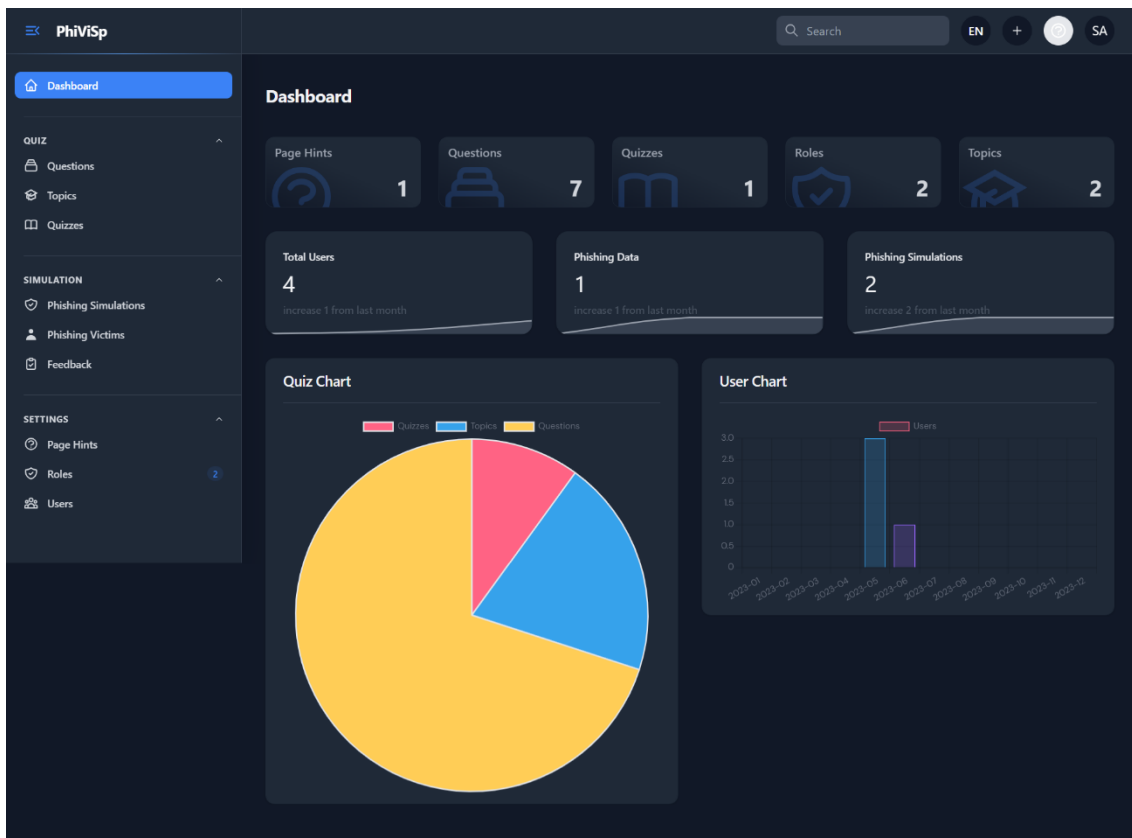 PhiViSp
Search
EN
+
SA
Dashboard
QUIZ
Questions
Topics
Quizzes
SIMULATION
Phishing Simulations
Phishing Victims
Feedback
SETTINGS
Page Hints
Roles
2
Users
Dashboard
Page Hints
1
Questions
7
Quizzes
1
Roles
2
Topics
2
Total Users
4
increase 1 from last month
Phishing Data
1
increase 1 from last month
Phishing Simulations
2
increase 2 from last month
Quiz Chart
Quizzes
Topics
Questions
User Chart
Users
3.0
2.5
2.0
1.5
1.0
0.5
0
2023-01
2023-02
2023-03
2023-04
2023-05
2023-06
2023-07
2023-08
2023-09
2023-10
2023-11
2023-12